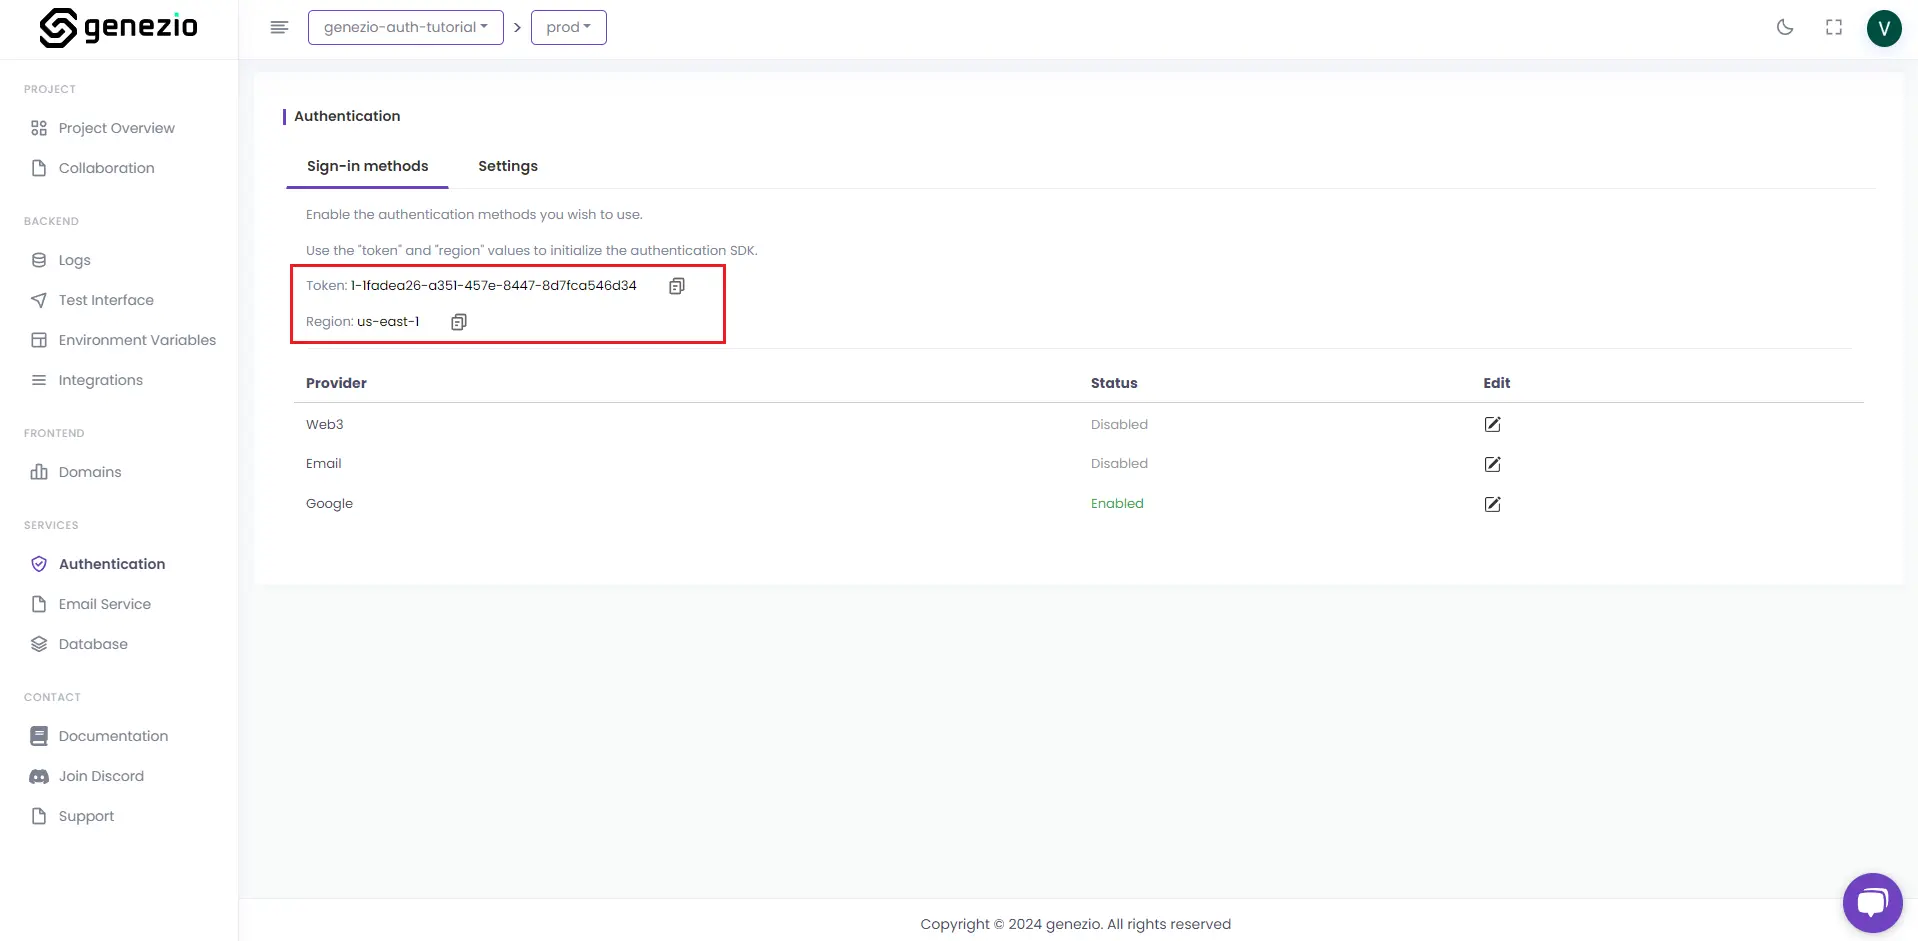 genezio
genezio-auth-tutorial > prod
V
PROJECT
Project Overview
Collaboration
BACKEND
Logs
Test Interface
Environment Variables
Integrations
FRONTEND
Domains
SERVICES
Authentication
Email Service
Database
CONTACT
Documentation
Join Discord
Support
Authentication
Sign-in methods Settings
Enable the authentication methods you wish to use.
Use the "token" and "region" values to initialize the authentication SDK.
Token: 1-1fadea26-a351-457e-8447-8d7fca546d34
Region: us-east-1
Provider Status Edit
Web3 Disabled
Email Disabled
Google Enabled
Copyright © 2024 genezio. All rights reserved